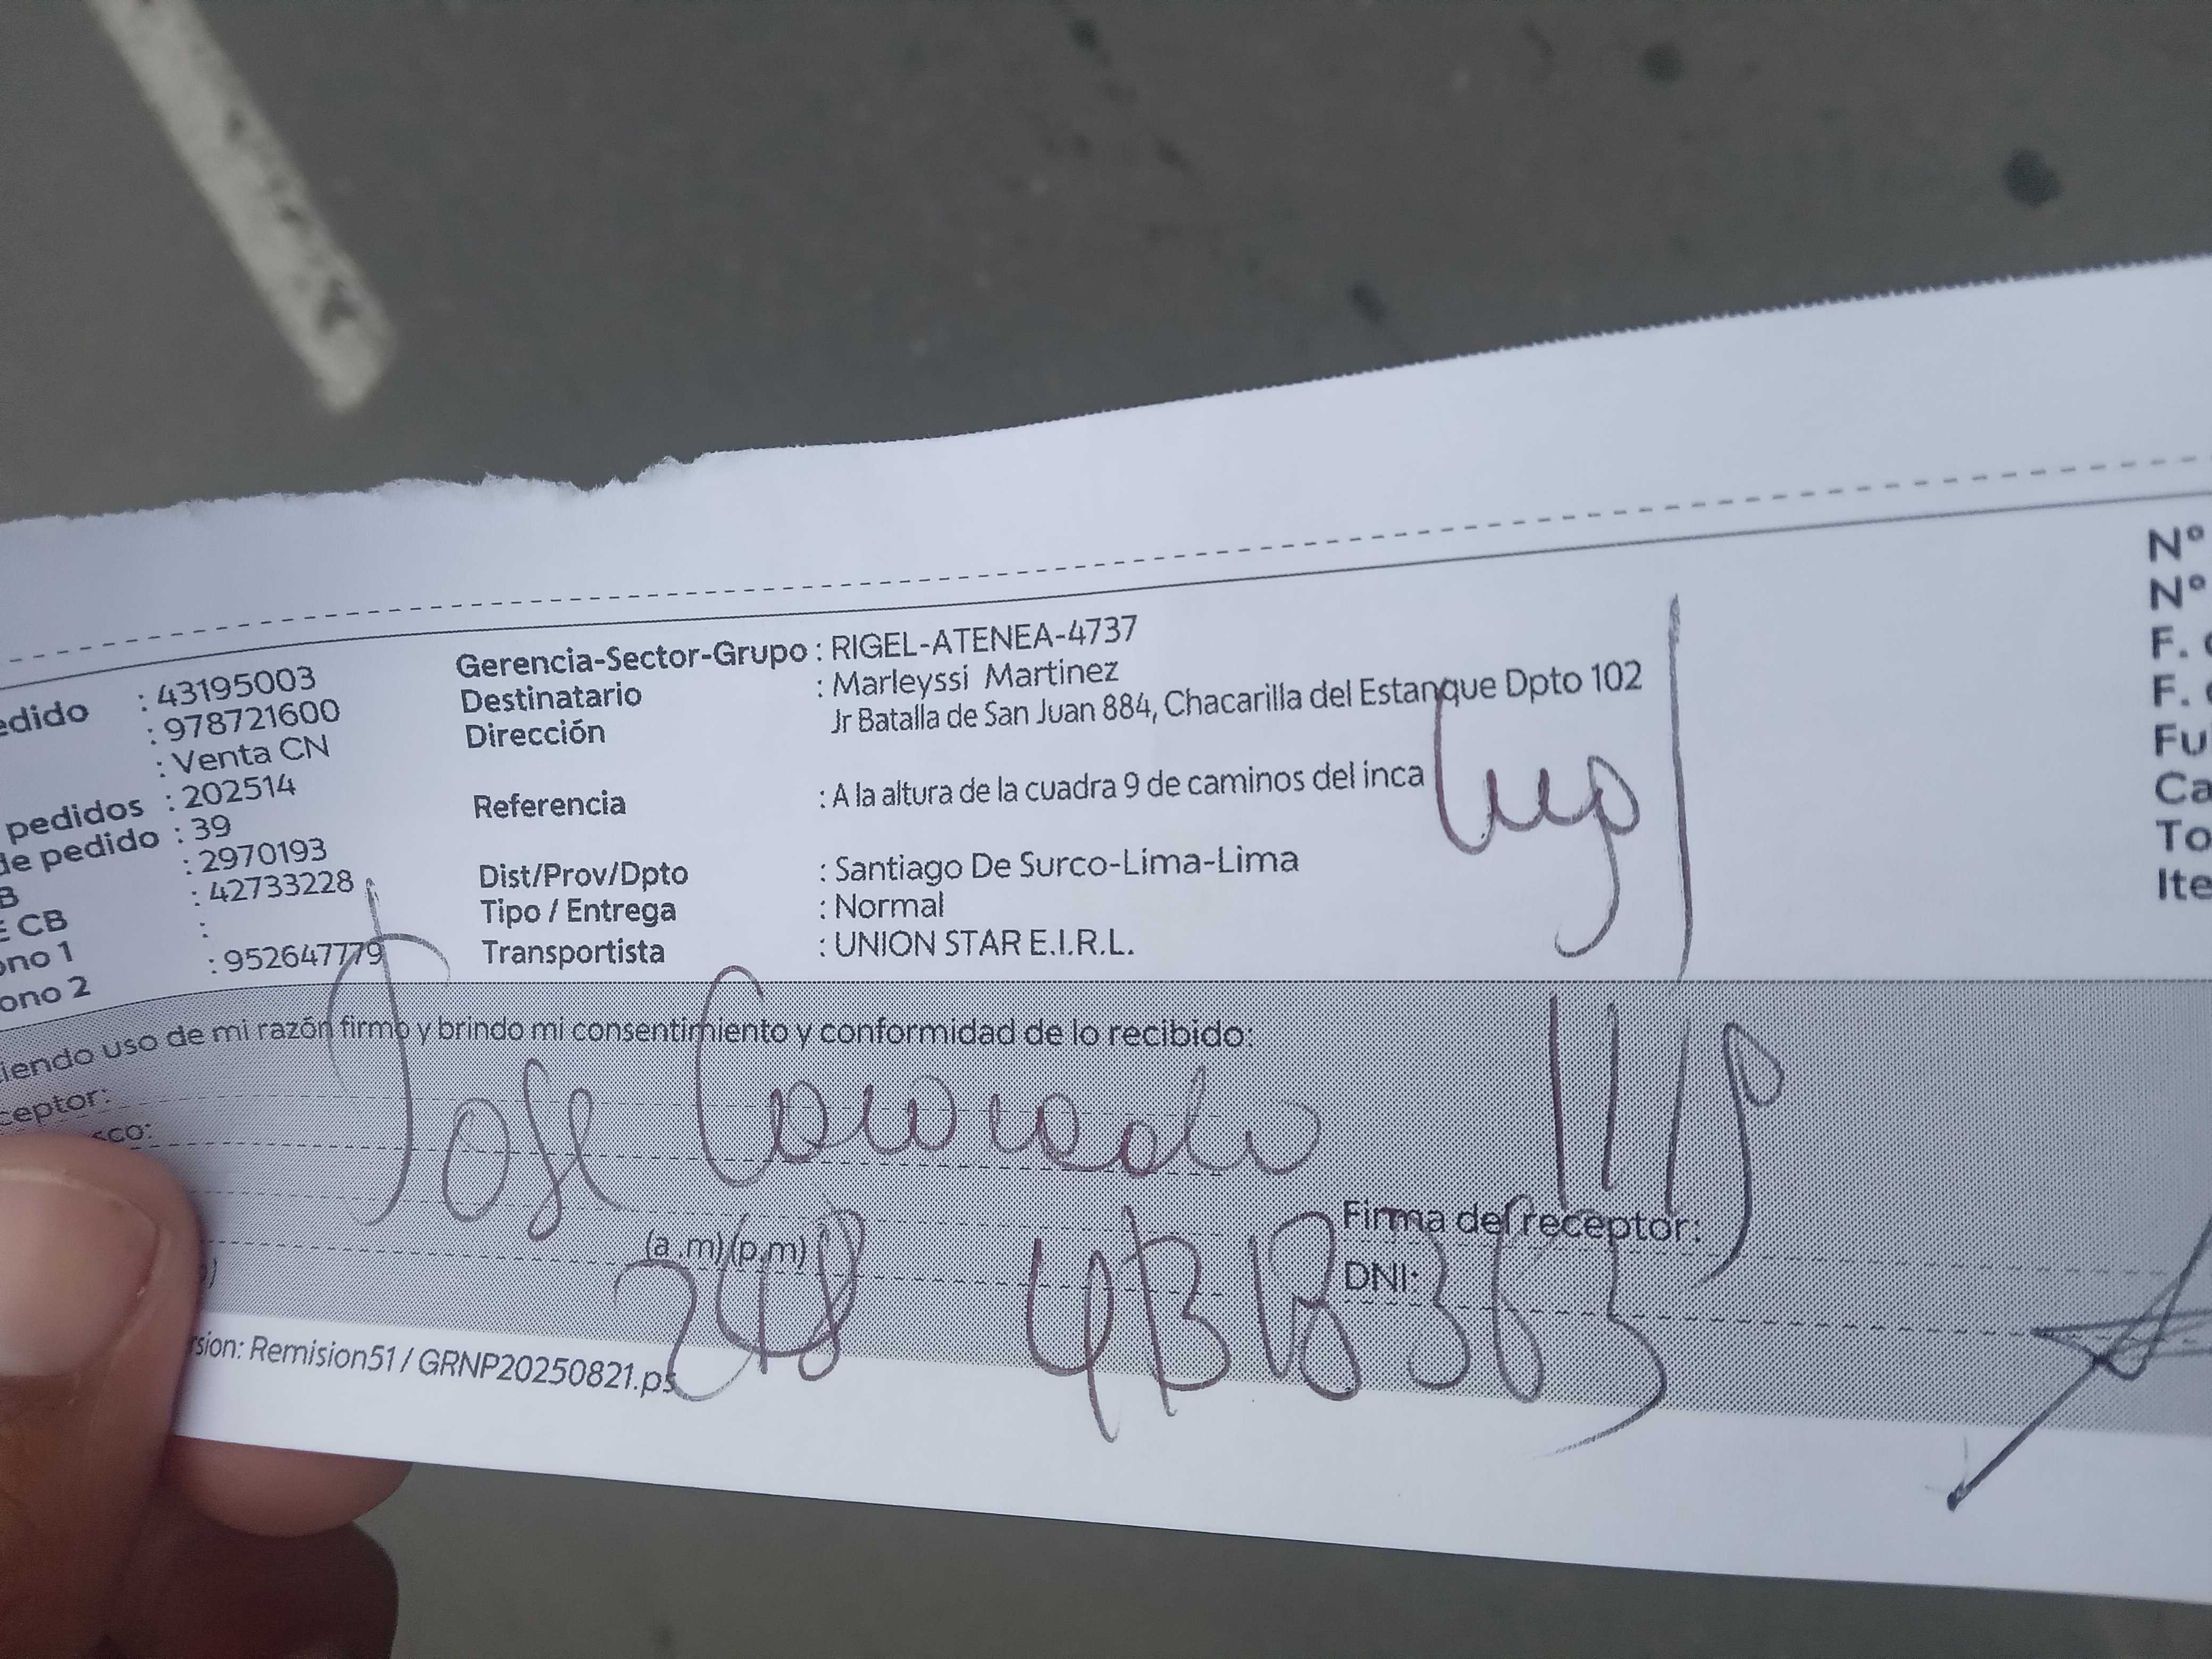 edido : 43195003
: 978721600
: Venta CN
pedidos : 202514
de pedido : 39
B : 2970193
E CB : 42733228
ono 1 :
ono 2 : 952647779
Gerencia-Sector-Grupo : RIGEL-ATENEA-4737
Destinatario : Marleyssi Martinez
Dirección Jr Batalla de San Juan 884, Chacarilla del Estanque Dpto 102
Referencia : A la altura de la cuadra 9 de caminos del inca
Dist/Prov/Dpto : Santiago De Surco-Lima-Lima
Tipo / Entrega : Normal
Transportista : UNION STAR E.I.R.L.
N°
N°
F.
F.
Fu
Ca
To
Ite
iendo uso de mi razón firmo y brindo mi consentimiento y conformidad de lo recibido:
ceptor:
sco:
Jose
(a .m) (p.m)
Firma del receptor:
DNI:
rsion: Remision51 / GRNP20250821.ps